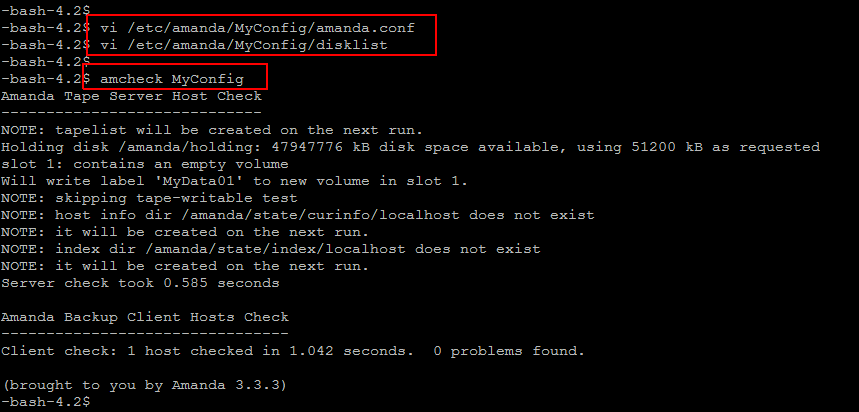 -bash-4.2$
-bash-4.2$ vi /etc/amanda/MyConfig/amanda.conf
-bash-4.2$ vi /etc/amanda/MyConfig/disklist
-bash-4.2$
-bash-4.2$ amcheck MyConfig
Amanda Tape Server Host Check
-----------------------------
NOTE: tapelist will be created on the next run.
Holding disk /amanda/holding: 47947776 kB disk space available, using 51200 kB as requested
slot 1: contains an empty volume
Will write label 'MyData01' to new volume in slot 1.
NOTE: skipping tape-writable test
NOTE: host info dir /amanda/state/curinfo/localhost does not exist
NOTE: it will be created on the next run.
NOTE: index dir /amanda/state/index/localhost does not exist
NOTE: it will be created on the next run.
Server check took 0.585 seconds

Amanda Backup Client Hosts Check
--------------------------------
Client check: 1 host checked in 1.042 seconds.  0 problems found.

(brought to you by Amanda 3.3.3)
-bash-4.2$